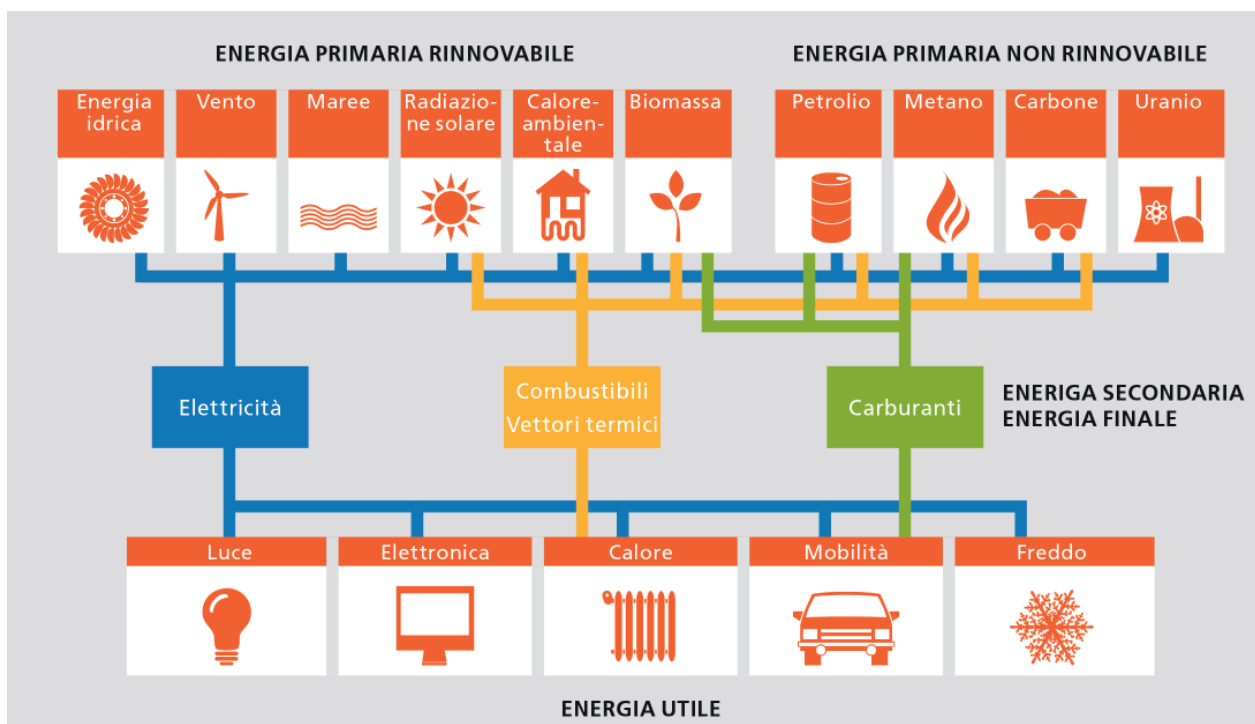 ENERGIA PRIMARIA RINNOVABILE
ENERGIA PRIMARIA NON RINNOVABILE
Energia
idrica
Vento
Maree
Radiazio-
ne solare
Calore-
ambien-
tale
Biomassa
Petrolio
Metano
Carbone
Uranio
Elettricità
Combustibili
Vettori termici
Carburanti
ENERIGA SECONDARIA
ENERGIA FINALE
Luce
Elettronica
Calore
Mobilità
Freddo
ENERGIA UTILE